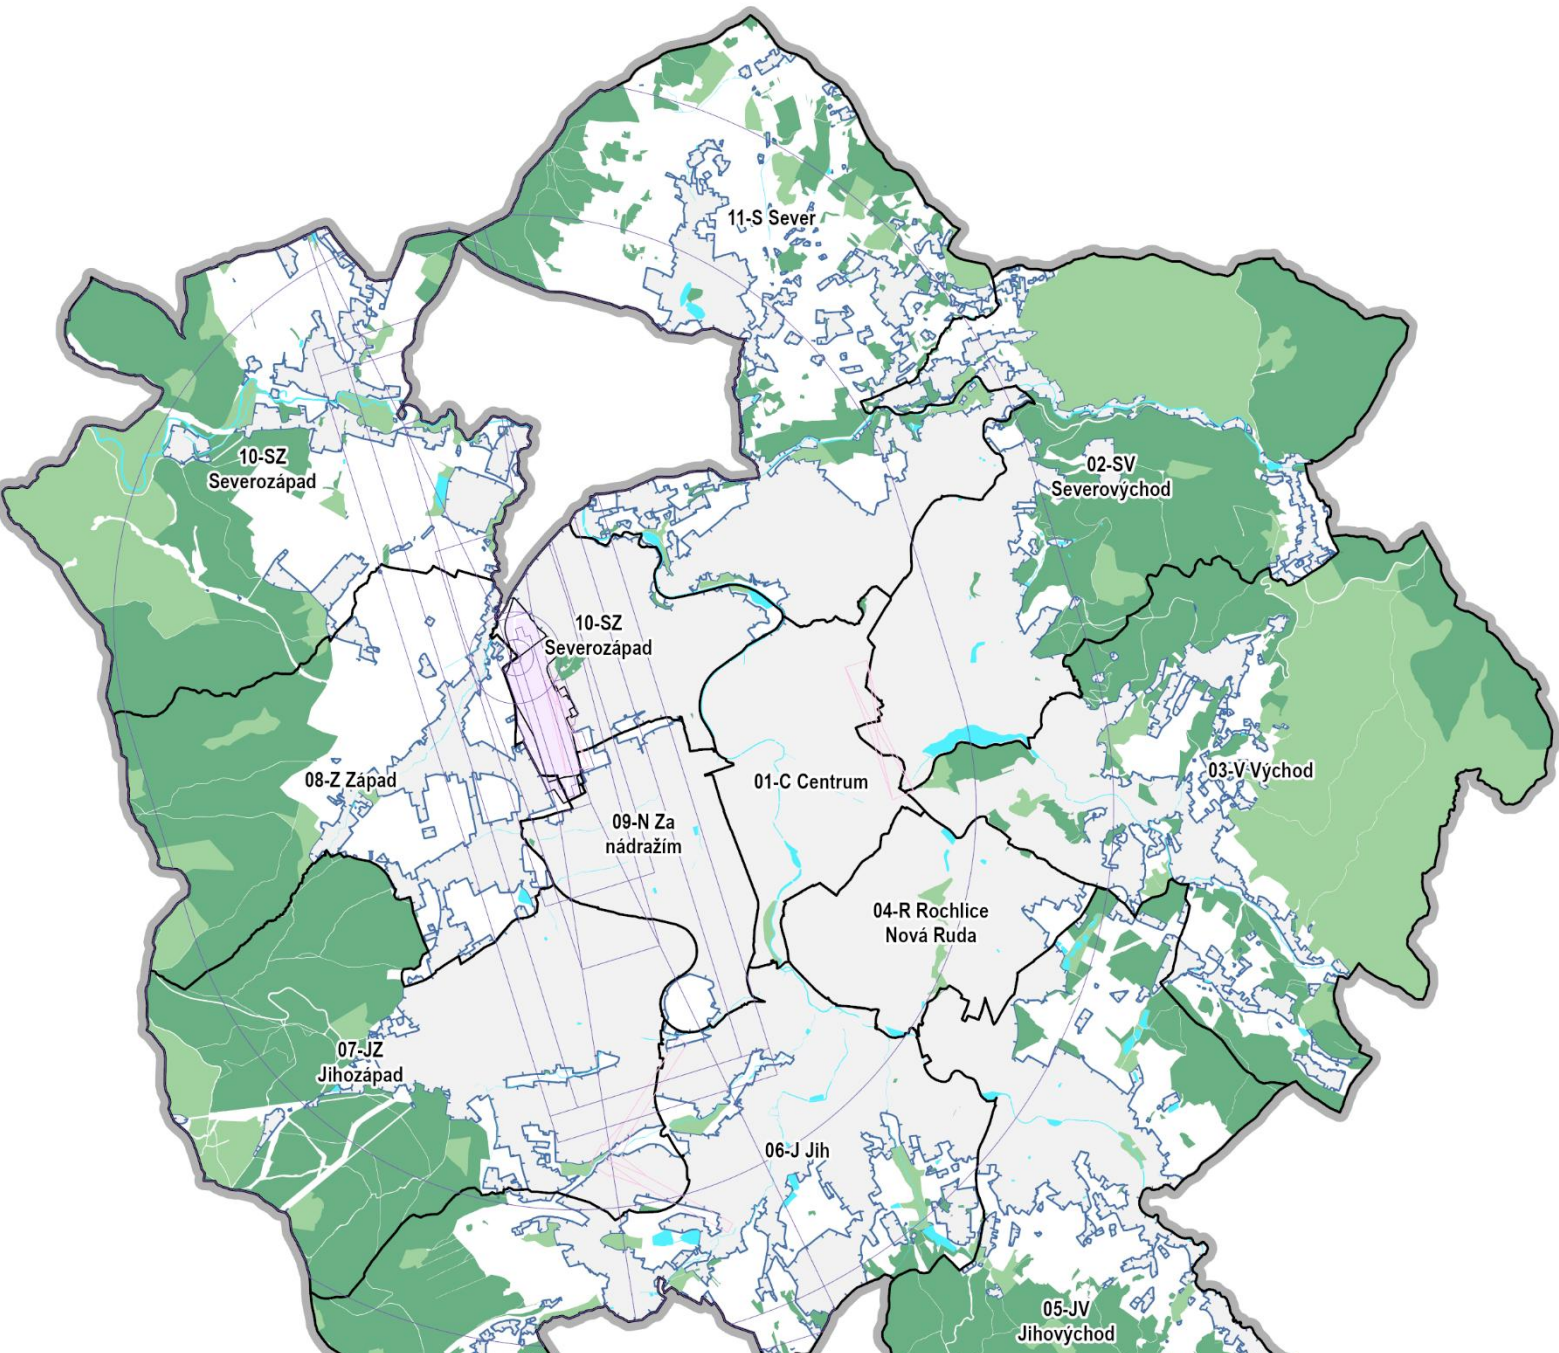 11-S Sever
10-SZ
Severozápad
02-SV
Severovýchod
10-SZ
Severozápad
08-Z Západ
01-C Centrum
03-V Východ
09-N Za
nádražím
04-R Rochlice
Nová Ruda
07-JZ
Jihozápad
06-J Jih
05-JV
Jihovýchod